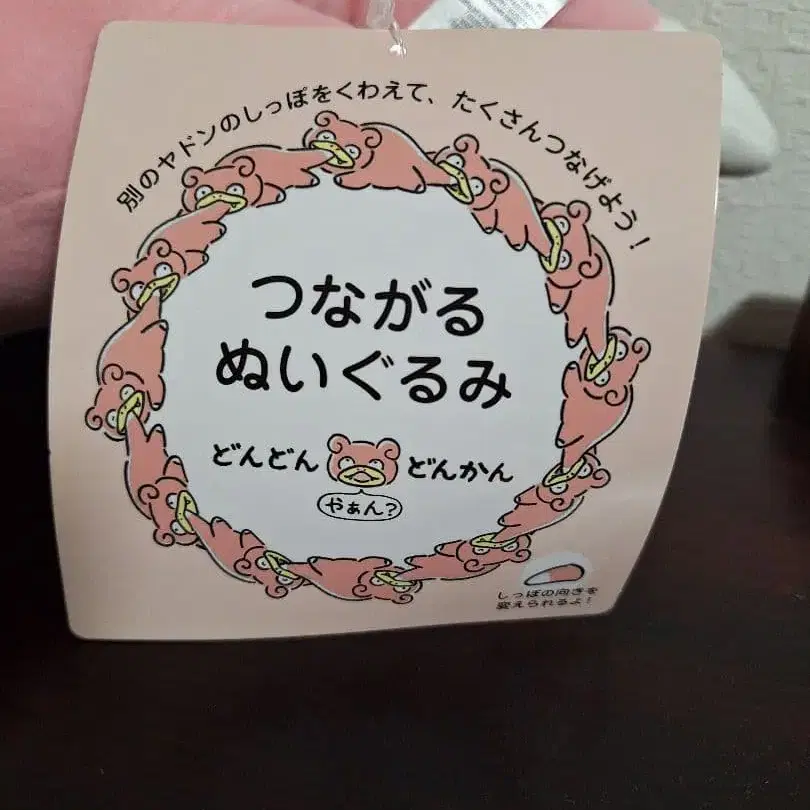 別のヤドンのしっぽをくわえて、たくさんつなげよう!
つながる
ぬいぐるみ
どんどん どんかん
やぁん?
しっぽの向きを
変えられるよ!